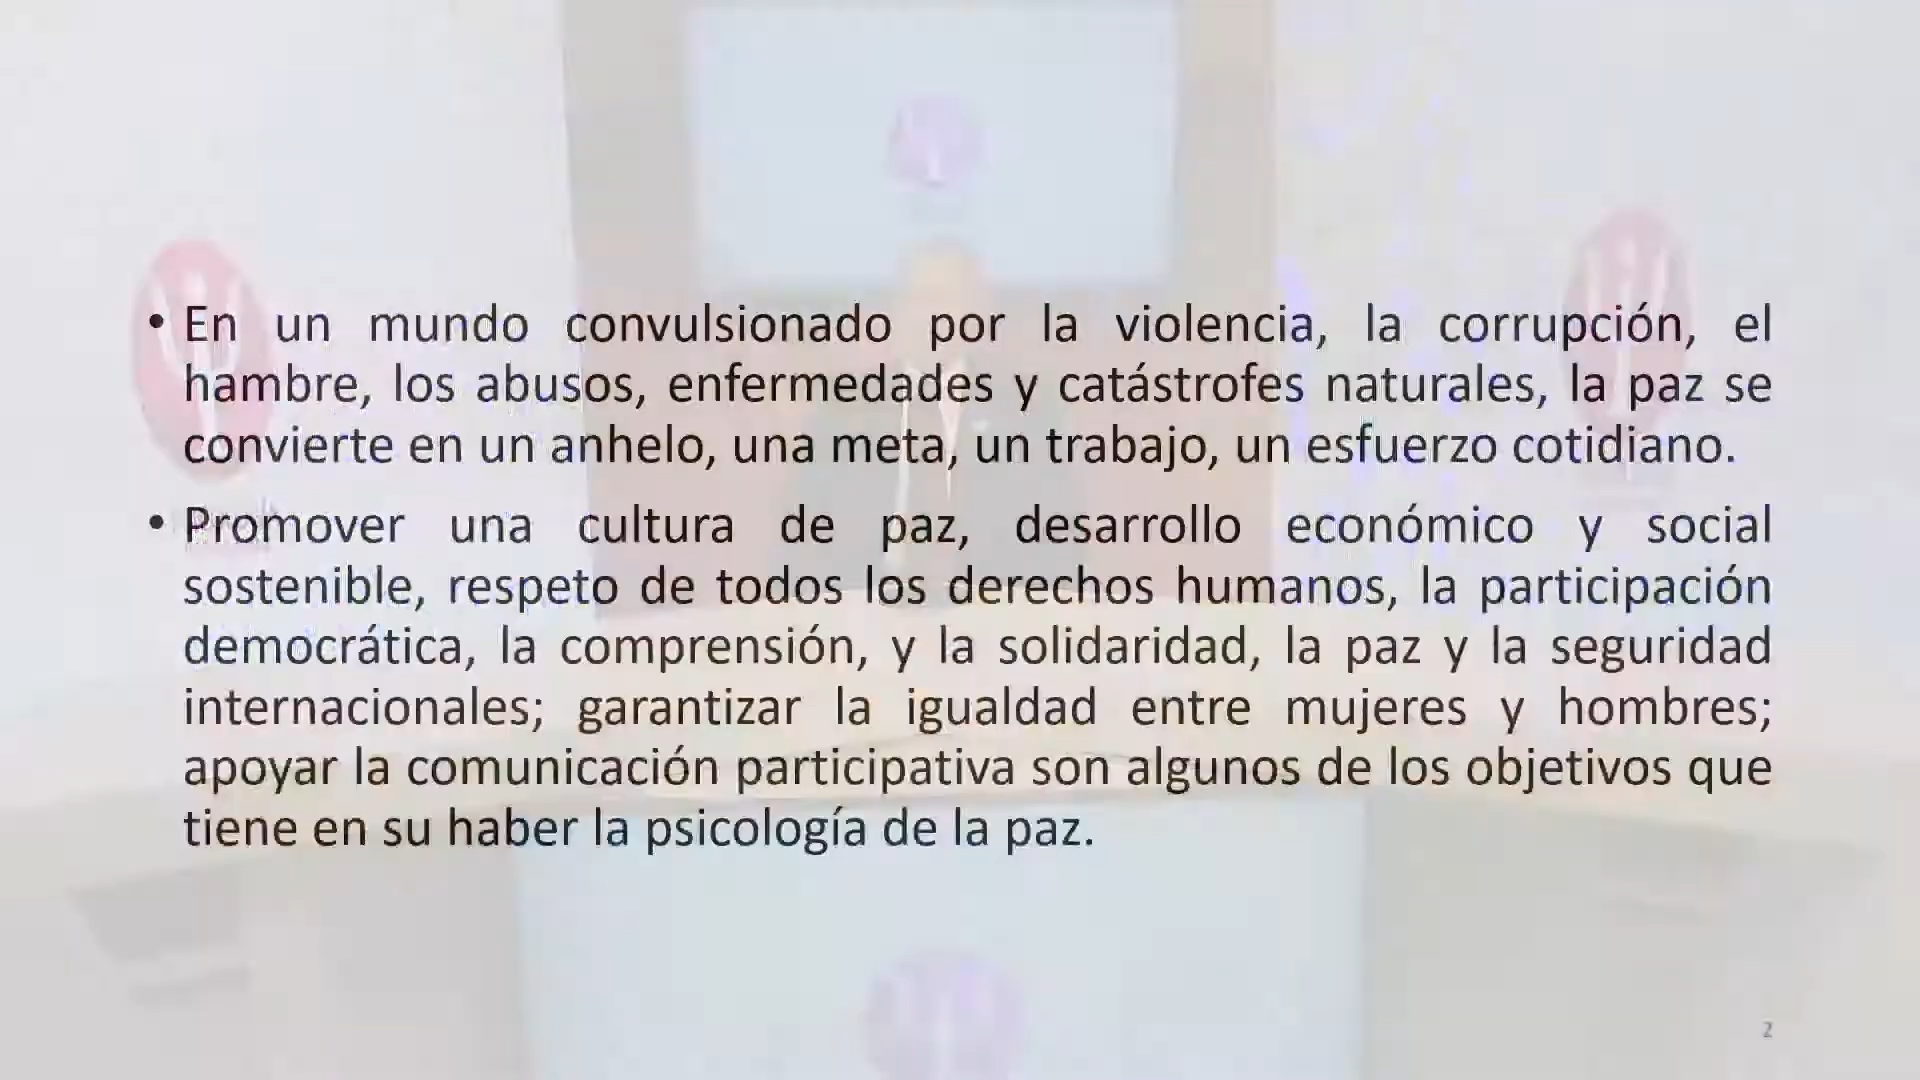 • En un mundo convulsionado por la violencia, la corrupción, el
hambre, los abusos, enfermedades y catástrofes naturales, la paz se
convierte en un anhelo, una meta, un trabajo, un esfuerzo cotidiano.
• Promover una cultura de paz, desarrollo económico y social
sostenible, respeto de todos los derechos humanos, la participación
democrática, la comprensión, y la solidaridad, la paz y la seguridad
internacionales; garantizar la igualdad entre mujeres y hombres;
apoyar la comunicación participativa son algunos de los objetivos que
tiene en su haber la psicología de la paz.
2